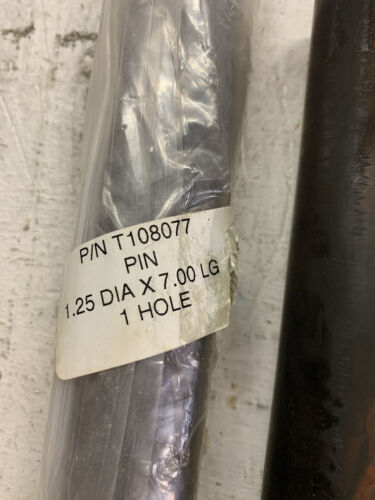 P/N T108077
PIN
1.25 DIA X 7.00 LG
1 HOLE